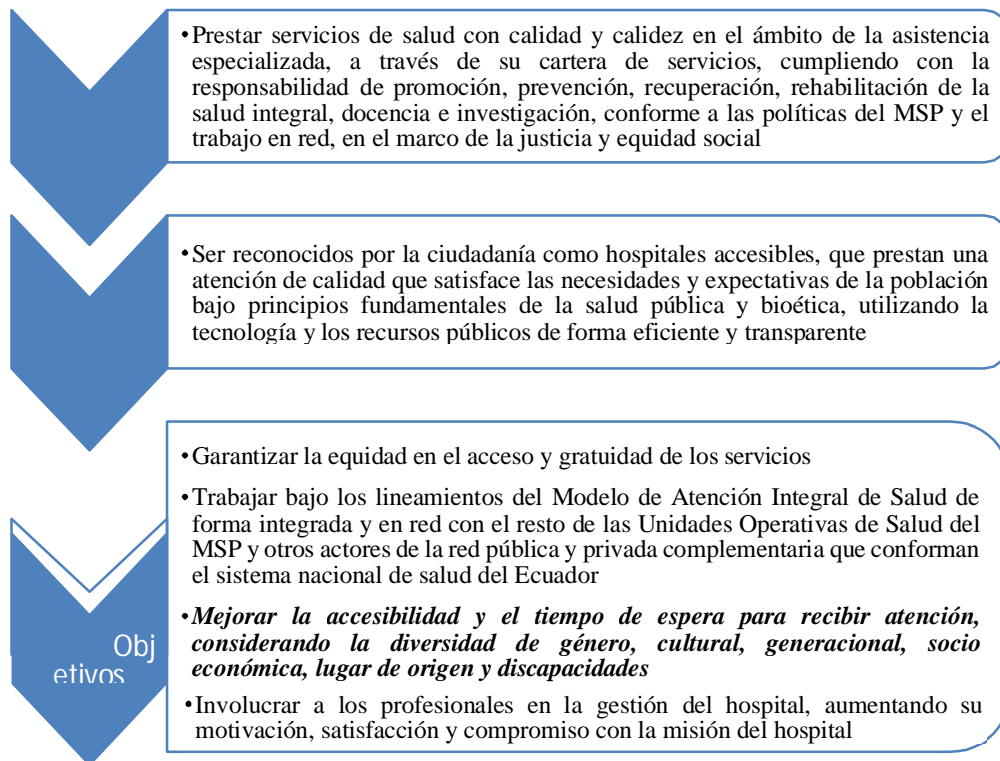 •Prestar servicios de salud con calidad y calidez en el ámbito de la asistencia
especializada, a través de su cartera de servicios, cumpliendo con la
responsabilidad de promoción, prevención, recuperación, rehabilitación de la
salud integral, docencia e investigación, conforme a las políticas del MSP y el
trabajo en red, en el marco de la justicia y equidad social
•Ser reconocidos por la ciudadanía como hospitales accesibles, que prestan una
atención de calidad que satisface las necesidades y expectativas de la población
bajo principios fundamentales de la salud pública y bioética, utilizando la
tecnología y los recursos públicos de forma eficiente y transparente
Obj
etivos
•Garantizar la equidad en el acceso y gratuidad de los servicios
•Trabajar bajo los lineamientos del Modelo de Atención Integral de Salud de
forma integrada y en red con el resto de las Unidades Operativas de Salud del
MSP y otros actores de la red pública y privada complementaria que conforman
el sistema nacional de salud del Ecuador
•Mejorar la accesibilidad y el tiempo de espera para recibir atención,
considerando la diversidad de género, cultural, generacional, socio
económica, lugar de origen y discapacidades
•Involucrar a los profesionales en la gestión del hospital, aumentando su
motivación, satisfacción y compromiso con la misión del hospital